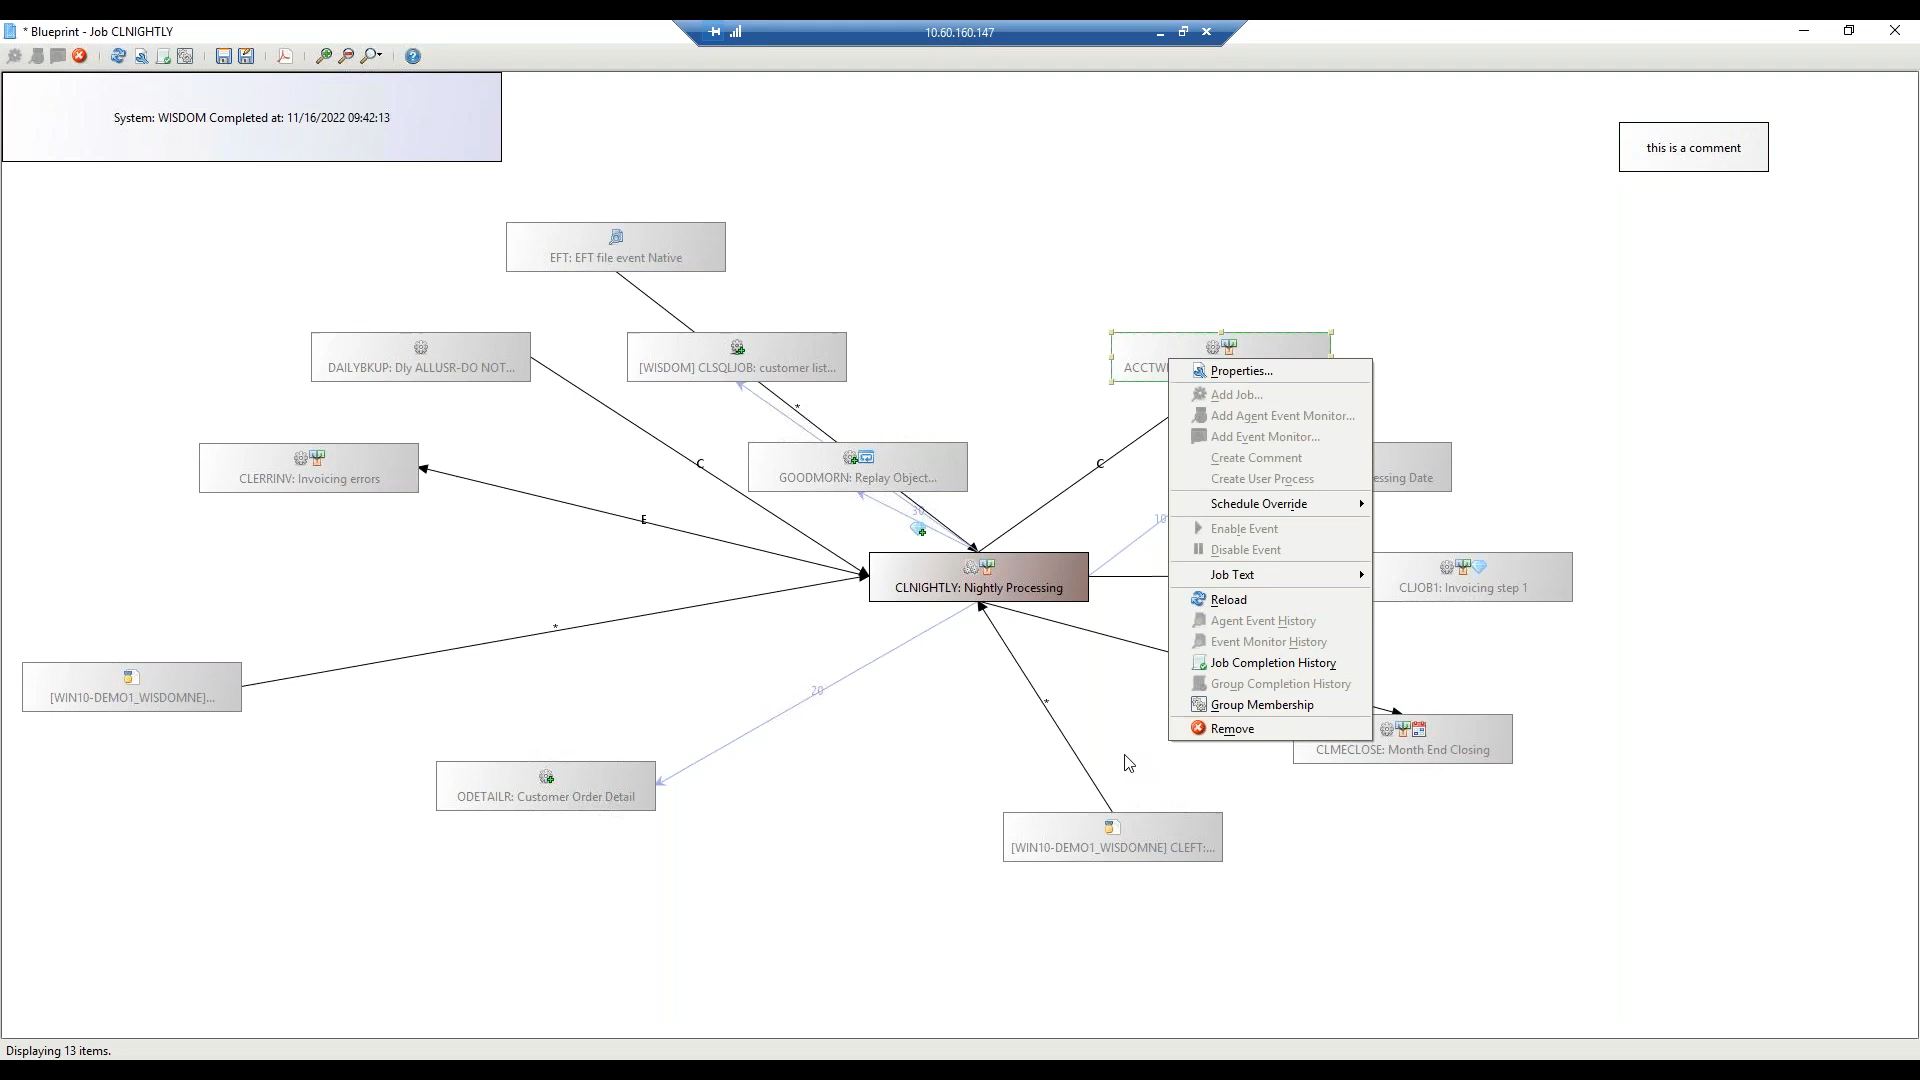 * Blueprint - Job CLNIGHTLY
10.60.160.147
System: WISDOM Completed at: 11/16/2022 09:42:13
this is a comment
EFT: EFT file event Native
DAILYBKUP: Dly ALLUSR-DO NOT...
[WISDOM] CLSQLJOB: customer list...
ACCTW
Properties...
Add Job...
Add Agent Event Monitor...
Add Event Monitor...
Create Comment
Create User Process
Schedule Override
Enable Event
Disable Event
Job Text
Reload
Agent Event History
Event Monitor History
Job Completion History
Group Completion History
Group Membership
Remove
*
C
C
CLERRINV: Invoicing errors
GOODMORN: Replay Object...
essing Date
30
10
E
CLNIGHTLY: Nightly Processing
CLJOB1: Invoicing step 1
*
[WIN10-DEMO1_WISDOMNE]...
20
*
CLMECLOSE: Month End Closing
ODETAILR: Customer Order Detail
[WIN10-DEMO1_WISDOMNE] CLEFT:...
Displaying 13 items.